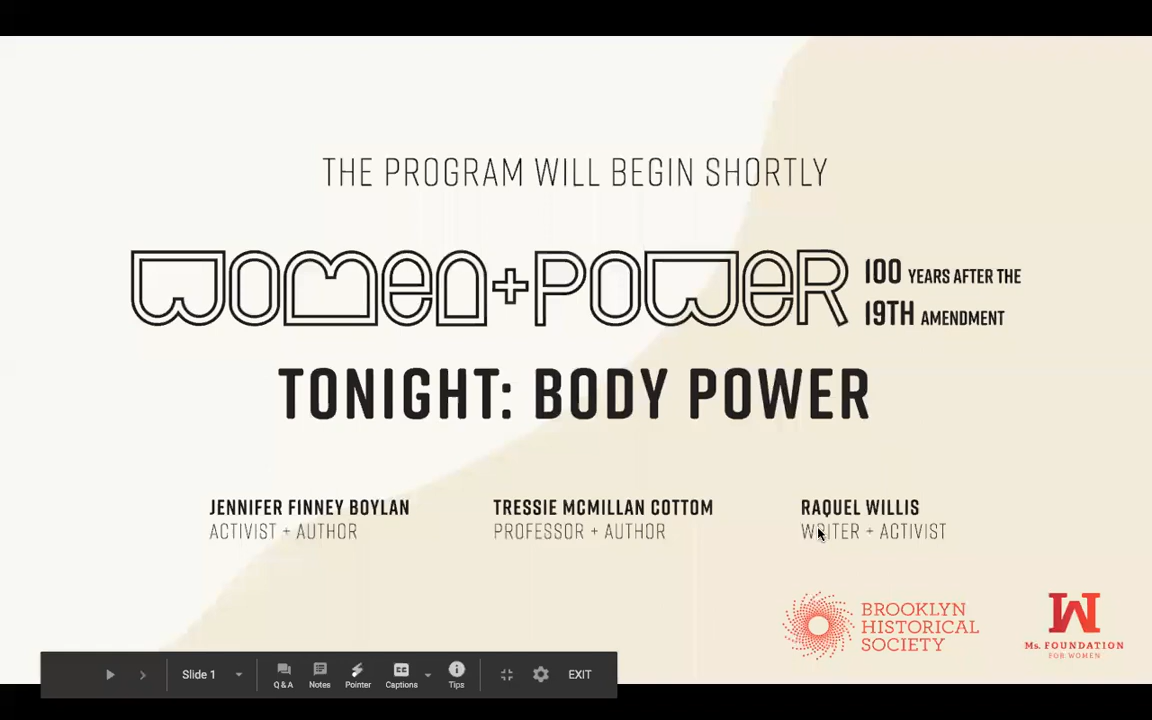 THE PROGRAM WILL BEGIN SHORTLY
WOMEN+POWER
100 YEARS AFTER THE
19TH AMENDMENT
TONIGHT: BODY POWER
JENNIFER FINNEY BOYLAN
ACTIVIST + AUTHOR
TRESSIE MCMILLAN COTTOM
PROFESSOR + AUTHOR
RAQUEL WILLIS
WRITER + ACTIVIST
BROOKLYN
HISTORICAL
SOCIETY
Ms. FOUNDATION
FOR WOMEN
Slide 1
Q & A
Notes
Pointer
CC
Captions
Tips
EXIT